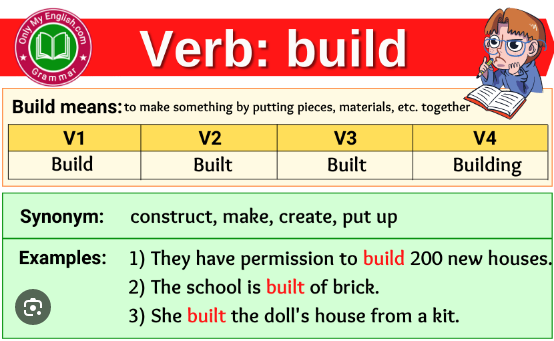 Only My English.com
Grammar
Verb: build
Build means: to make something by putting pieces, materials, etc. together
V1 V2 V3 V4
Build Built Built Building
Synonym: construct, make, create, put up
Examples: 1) They have permission to build 200 new houses.
2) The school is built of brick.
3) She built the doll's house from a kit.